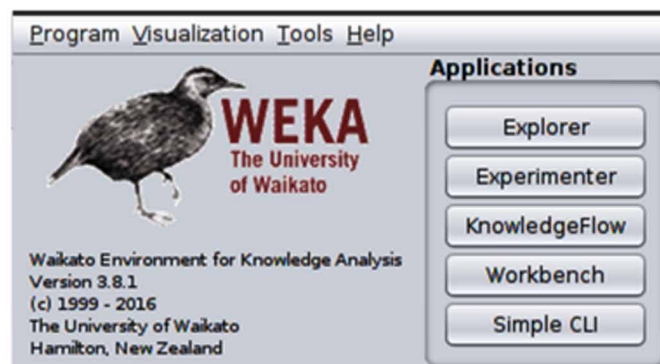 Program Visualization Tools Help
WEKA
The University
of Waikato
Waikato Environment for Knowledge Analysis
Version 3.8.1
(c) 1999 - 2016
The University of Waikato
Hamilton, New Zealand
Applications
Explorer
Experimenter
KnowledgeFlow
Workbench
Simple CLI